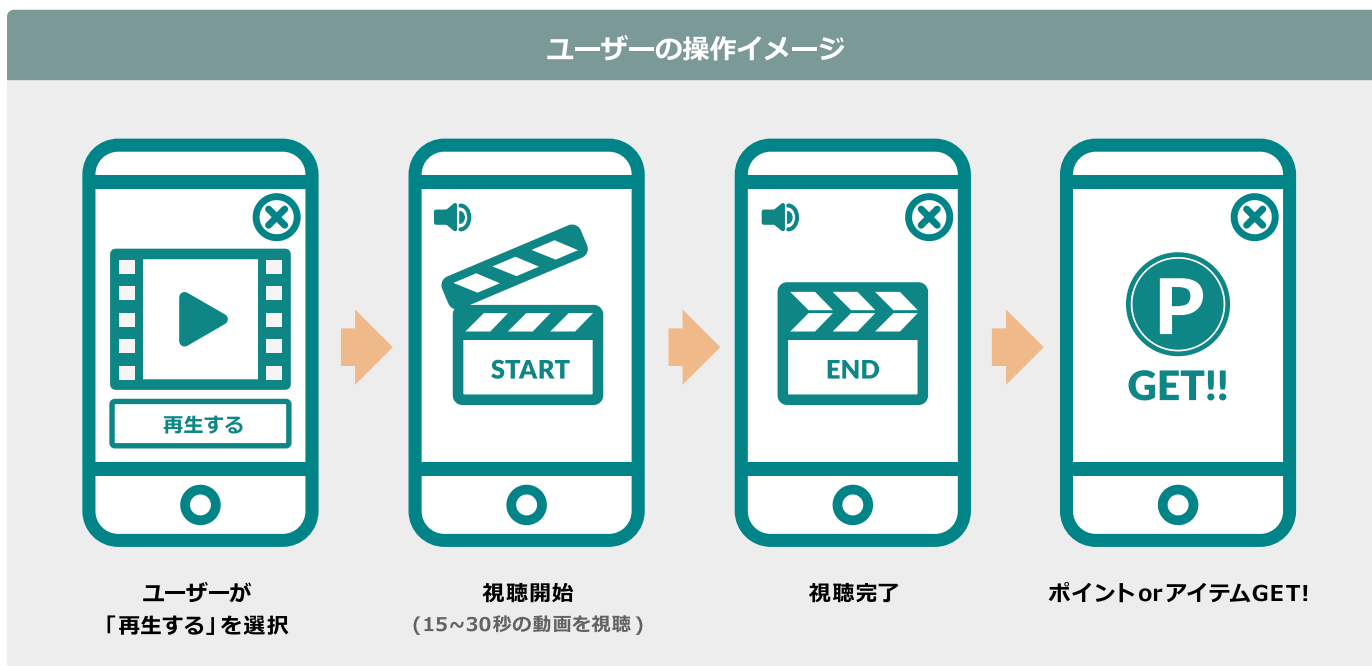 ユーザーの操作イメージ
再生する
START
END
P
GET!!
ユーザーが
「再生する」を選択
視聴開始
(15~30秒の動画を視聴)
視聴完了
ポイントorアイテムGET!